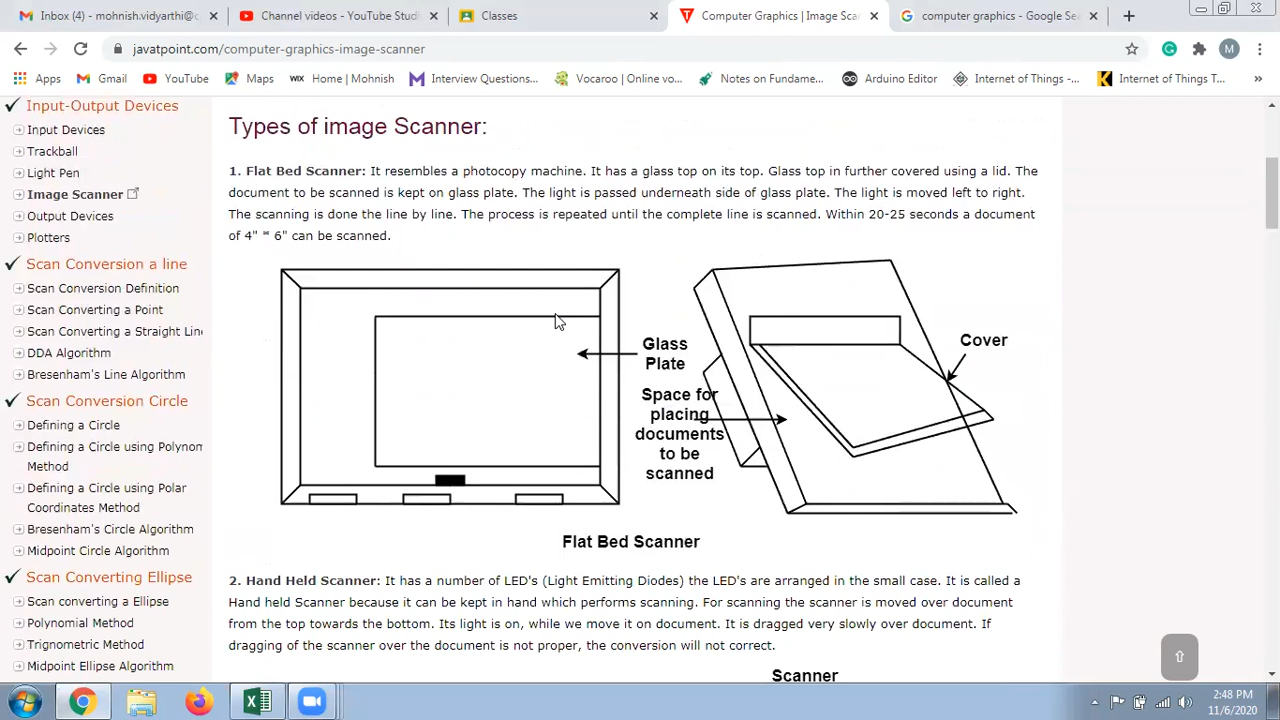 Inbox (1) - mohnish.vidyarthi@c
Channel videos - YouTube Stud
Classes
Computer Graphics | Image Scan
computer graphics - Google Sea
javatpoint.com/computer-graphics-image-scanner
M
Apps
Gmail
YouTube
Maps
WIX Home | Mohnish
Interview Questions...
Vocaroo | Online vo...
Notes on Fundame...
Arduino Editor
Internet of Things -...
Internet of Things T...
Input-Output Devices
Input Devices
Trackball
Light Pen
Image Scanner
Output Devices
Plotters
Scan Conversion a line
Scan Conversion Definition
Scan Converting a Point
Scan Converting a Straight Line
DDA Algorithm
Bresenham's Line Algorithm
Scan Conversion Circle
Defining a Circle
Defining a Circle using Polynom
Method
Defining a Circle using Polar
Coordinates Method
Bresenham's Circle Algorithm
Midpoint Circle Algorithm
Scan Converting Ellipse
Scan converting a Ellipse
Polynomial Method
Trignometric Method
Midpoint Ellipse Algorithm
Types of image Scanner:
1. Flat Bed Scanner: It resembles a photocopy machine. It has a glass top on its top. Glass top in further covered using a lid. The
document to be scanned is kept on glass plate. The light is passed underneath side of glass plate. The light is moved left to right.
The scanning is done the line by line. The process is repeated until the complete line is scanned. Within 20-25 seconds a document
of 4" * 6" can be scanned.
Glass
Plate
Space for
placing
documents
to be
scanned
Cover
Flat Bed Scanner
2. Hand Held Scanner: It has a number of LED's (Light Emitting Diodes) the LED's are arranged in the small case. It is called a
Hand held Scanner because it can be kept in hand which performs scanning. For scanning the scanner is moved over document
from the top towards the bottom. Its light is on, while we move it on document. It is dragged very slowly over document. If
dragging of the scanner over the document is not proper, the conversion will not correct.
Scanner
2:48 PM
11/6/2020